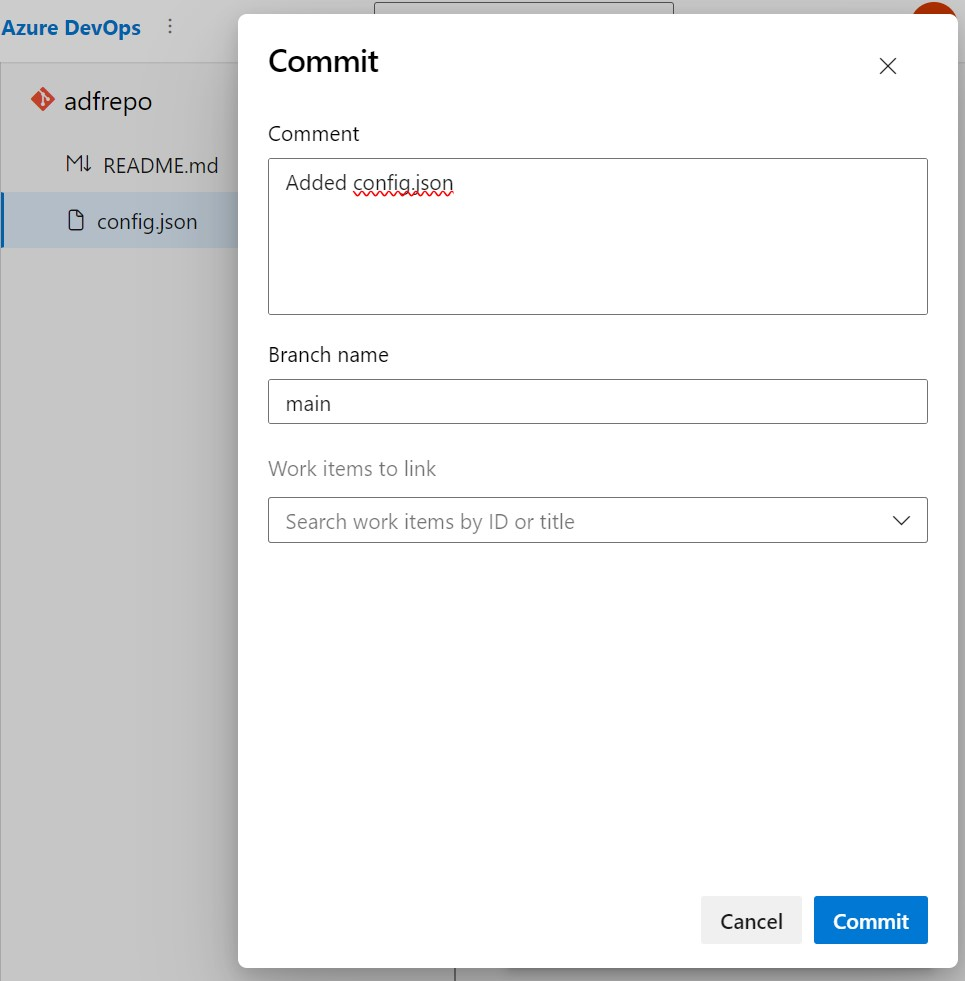 Azure DevOps
adfrepo
README.md
config.json
Commit
Comment
Added config.json
Branch name
main
Work items to link
Search work items by ID or title
Cancel
Commit